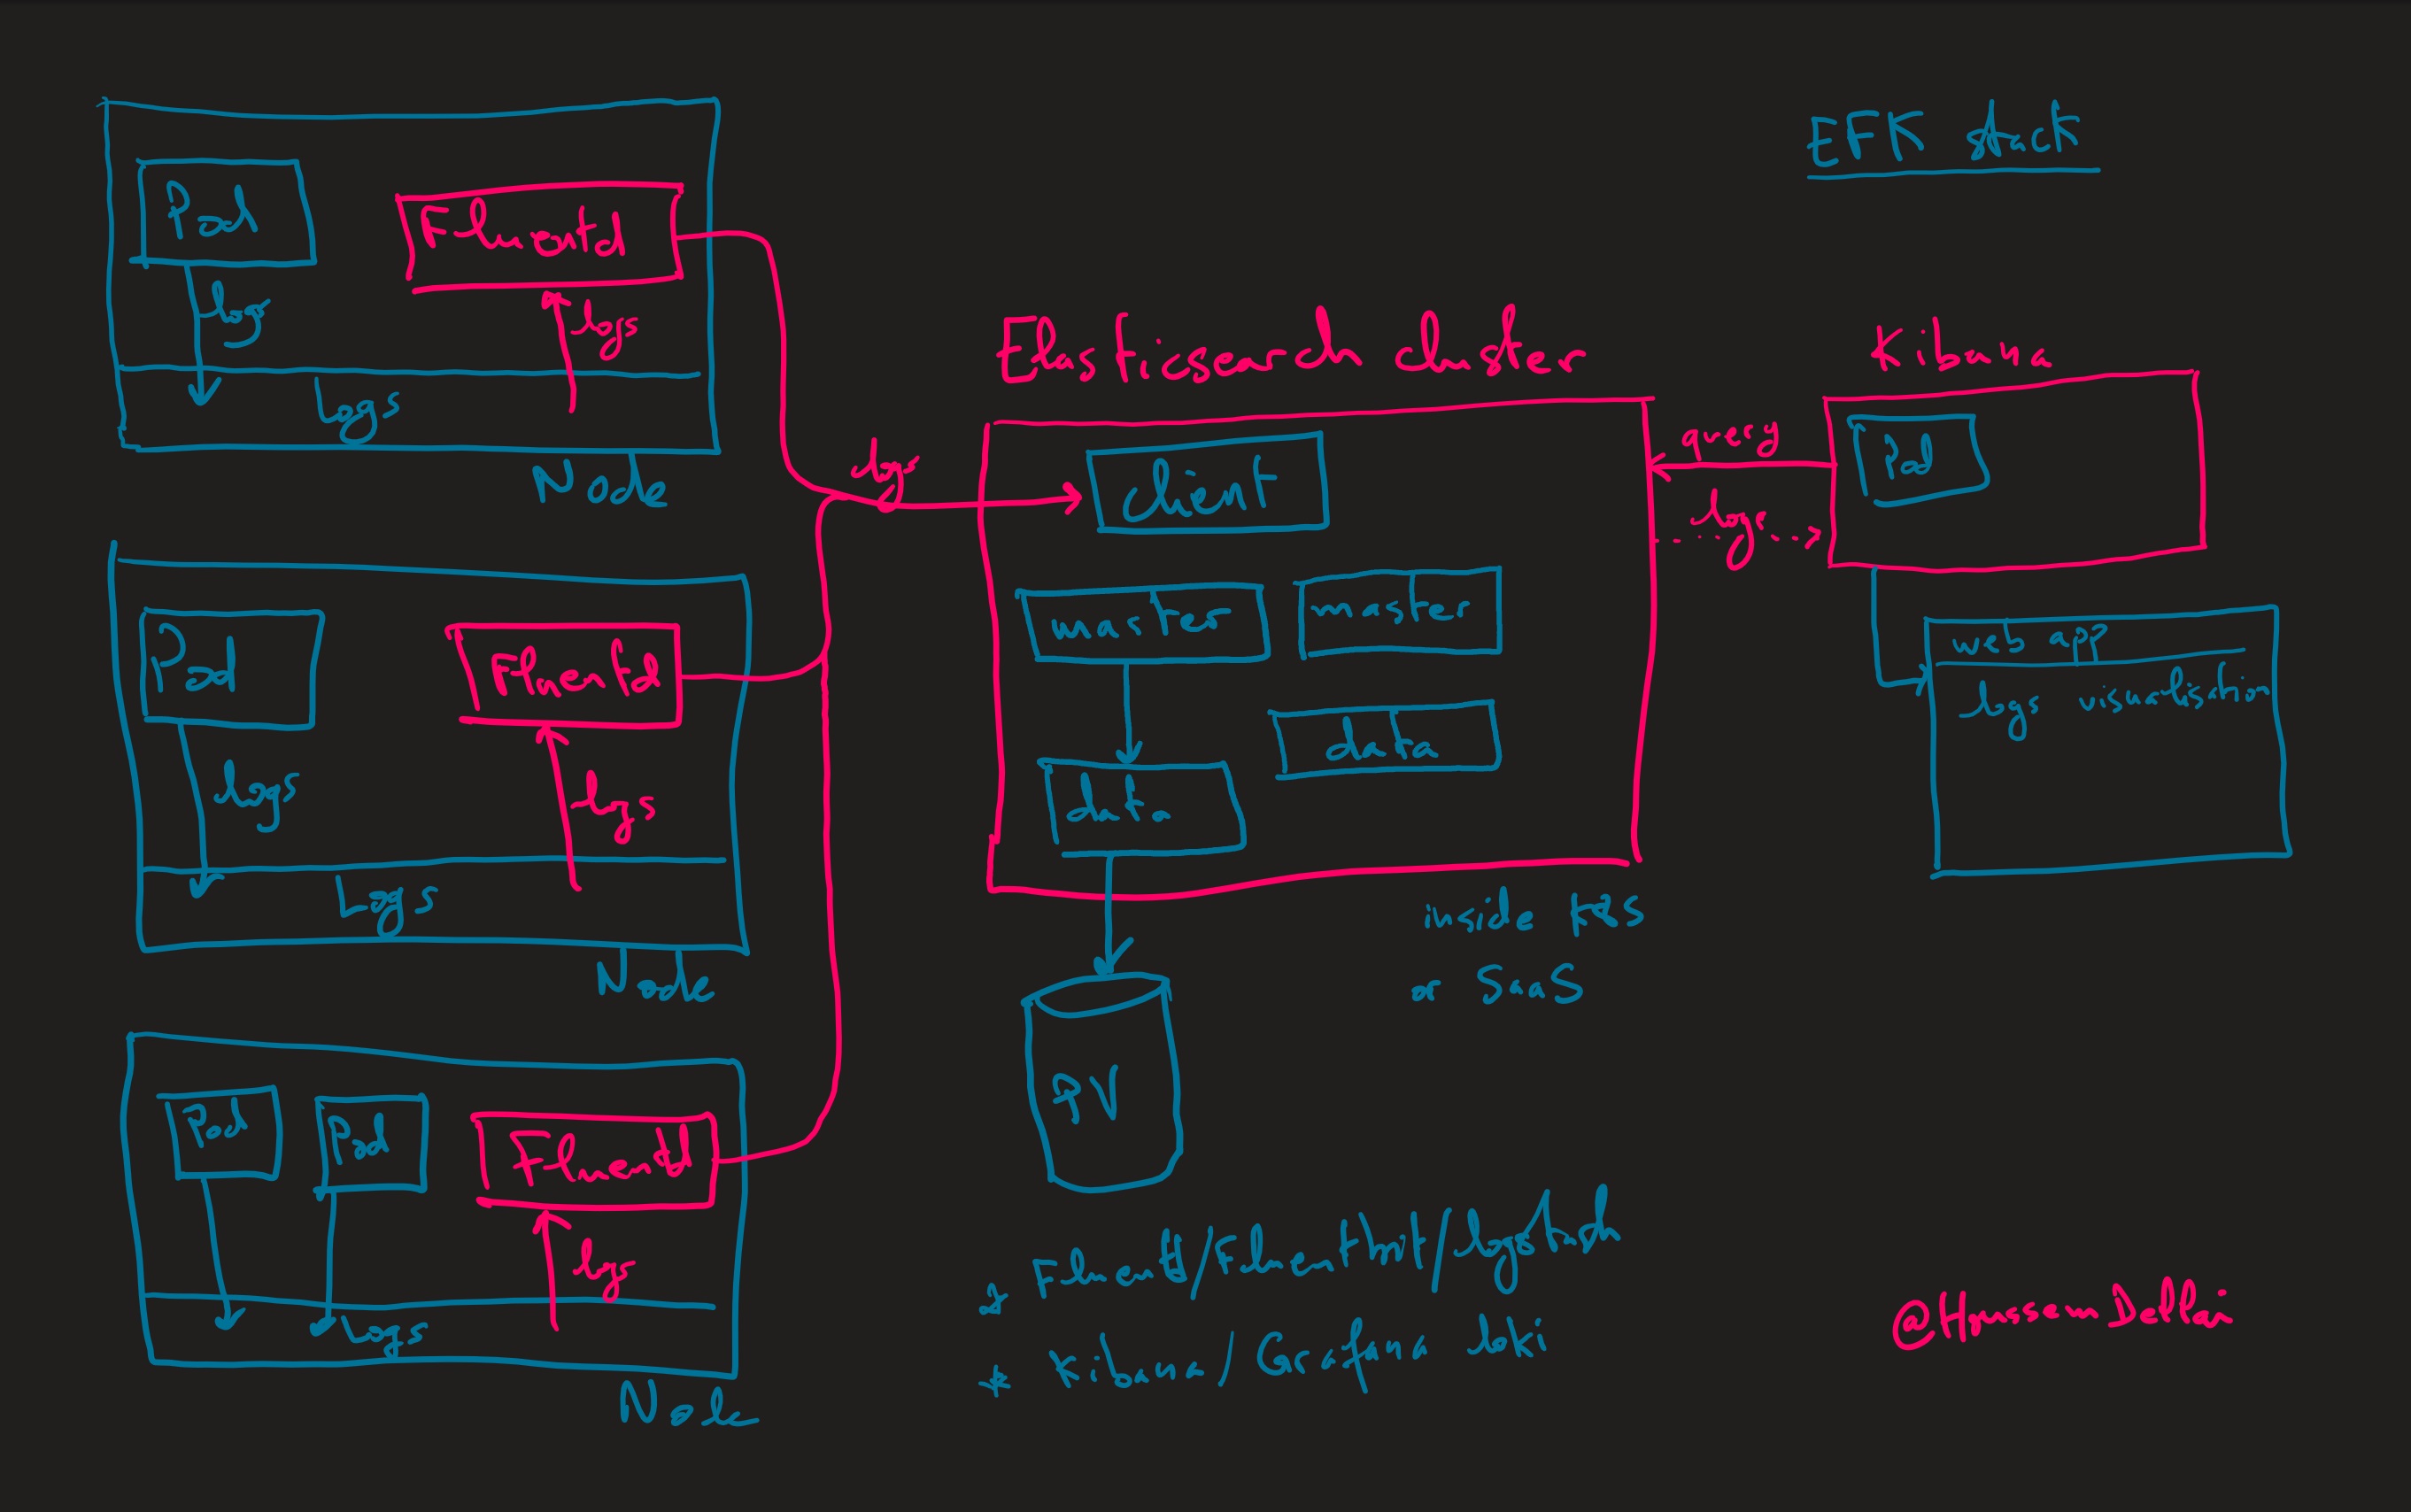 EFK stack
Pod
Fluentd
logs
logs
Logs
Node
Pod
Fluentd
logs
logs
Logs
Node
Pod
Pod
Fluentd
logs
Logs
Node
logs
Elasticsearch cluster
client
master
master
data
data
PV
inside K8S
or SaaS
query
logs
Kibana
Pod
web app
logs visualisation
* Fluentd/Fluentbit/logstash
* Kibana/Grafana Loki